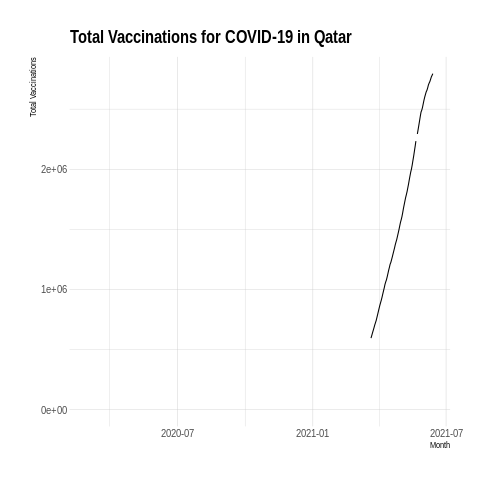 Total Vaccinations for COVID-19 in Qatar
Total Vaccinations
2e+06
1e+06
0e+00
2020-07
2021-01
2021-07
Month